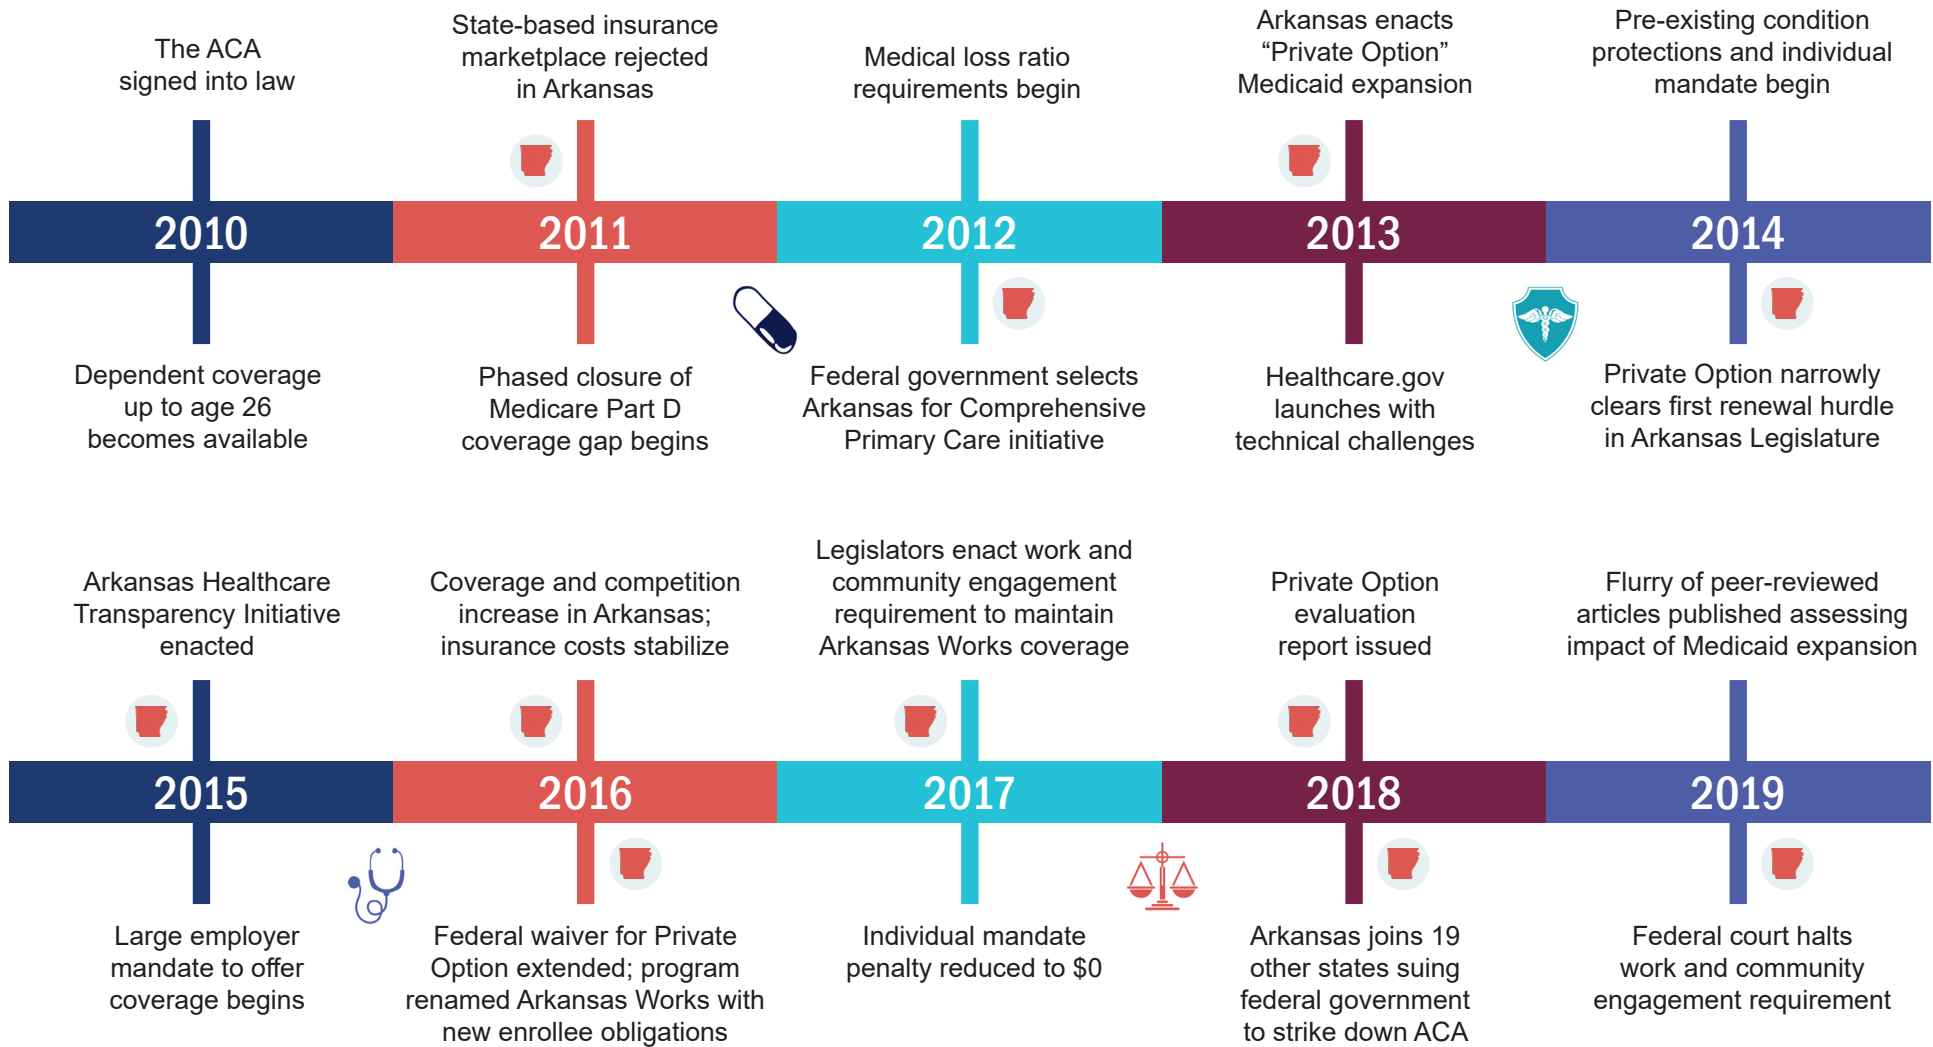 The ACA
signed into law
State-based insurance
marketplace rejected
in Arkansas
Medical loss ratio
requirements begin
Arkansas enacts
“Private Option”
Medicaid expansion
Pre-existing condition
protections and individual
mandate begin
2010
2011
2012
2013
2014
Dependent coverage
up to age 26
becomes available
Phased closure of
Medicare Part D
coverage gap begins
Federal government selects
Arkansas for Comprehensive
Primary Care initiative
Healthcare.gov
launches with
technical challenges
Private Option narrowly
clears first renewal hurdle
in Arkansas Legislature
Arkansas Healthcare
Transparency Initiative
enacted
Coverage and competition
increase in Arkansas;
insurance costs stabilize
Legislators enact work and
community engagement
requirement to maintain
Arkansas Works coverage
Private Option
evaluation
report issued
Flurry of peer-reviewed
articles published assessing
impact of Medicaid expansion
2015
2016
2017
2018
2019
Large employer
mandate to offer
coverage begins
Federal waiver for Private
Option extended; program
renamed Arkansas Works with
new enrollee obligations
Individual mandate
penalty reduced to $0
Arkansas joins 19
other states suing
federal government
to strike down ACA
Federal court halts
work and community
engagement requirement